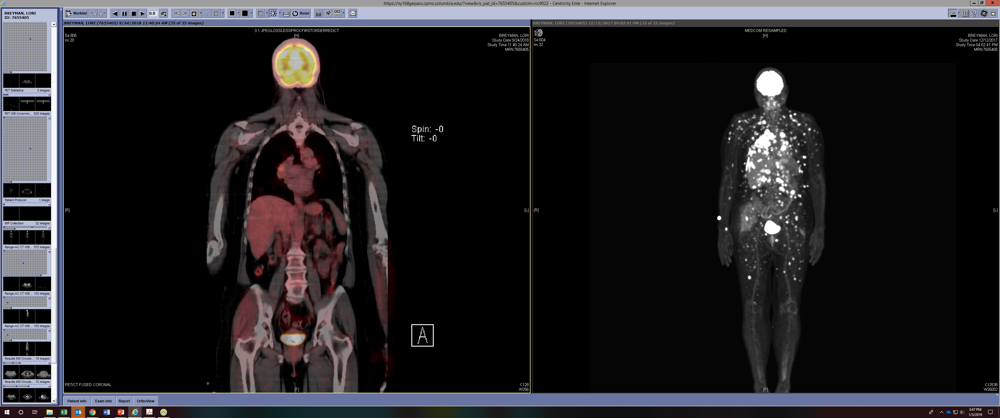 https://ny168gepacs.cpmc.columbia.edu/?view&ris_pat_id=7655405&custom=ric9022 - Centricity Ente - Internet Explorer
BREYMAN, LORI
ID: 7655405
Worklist
0.0
Reset
BREYMAN, LORI (7655405) 9/24/2018 11:40:24 AM (35 of 35 images)
BREYMAN, LORI (7655405) 12/12/2017 04:02:41 PM (32 of 32 images)
PET Statistics 3 images
PET WB Uncorrec... 930 images
Patient Protocol 1 image
MIP Collection 32 images
Range-AC CT WB... 372 images
Range-AC CT WB... 155 images
Range-AC CT WB... 155 images
Results MM Oncolo... 10 images
Results MM Oncolo... 15 images
3:1 JPEGLOSSLESSPROCFIRSTORDERREDICT
[H]
Se:805
Im:20
BREYMAN, LORI
Study Date:9/24/2018
Study Time:11:40:24 AM
MRN:7655405
Spin: -0
Tilt: -0
[R]
[L]
A
PET/CT FUSED CORONAL
[F]
C128
W256
MEDCOM RESAMPLED
[H]
Se:604
Im:32
BREYMAN, LORI
Study Date:12/12/2017
Study Time:04:02:41 PM
MRN:7655405
[R]
[L]
[F]
C12538
W26002
Patient info
Exam info
Report
OrthoView
3:47 PM
1/3/2019